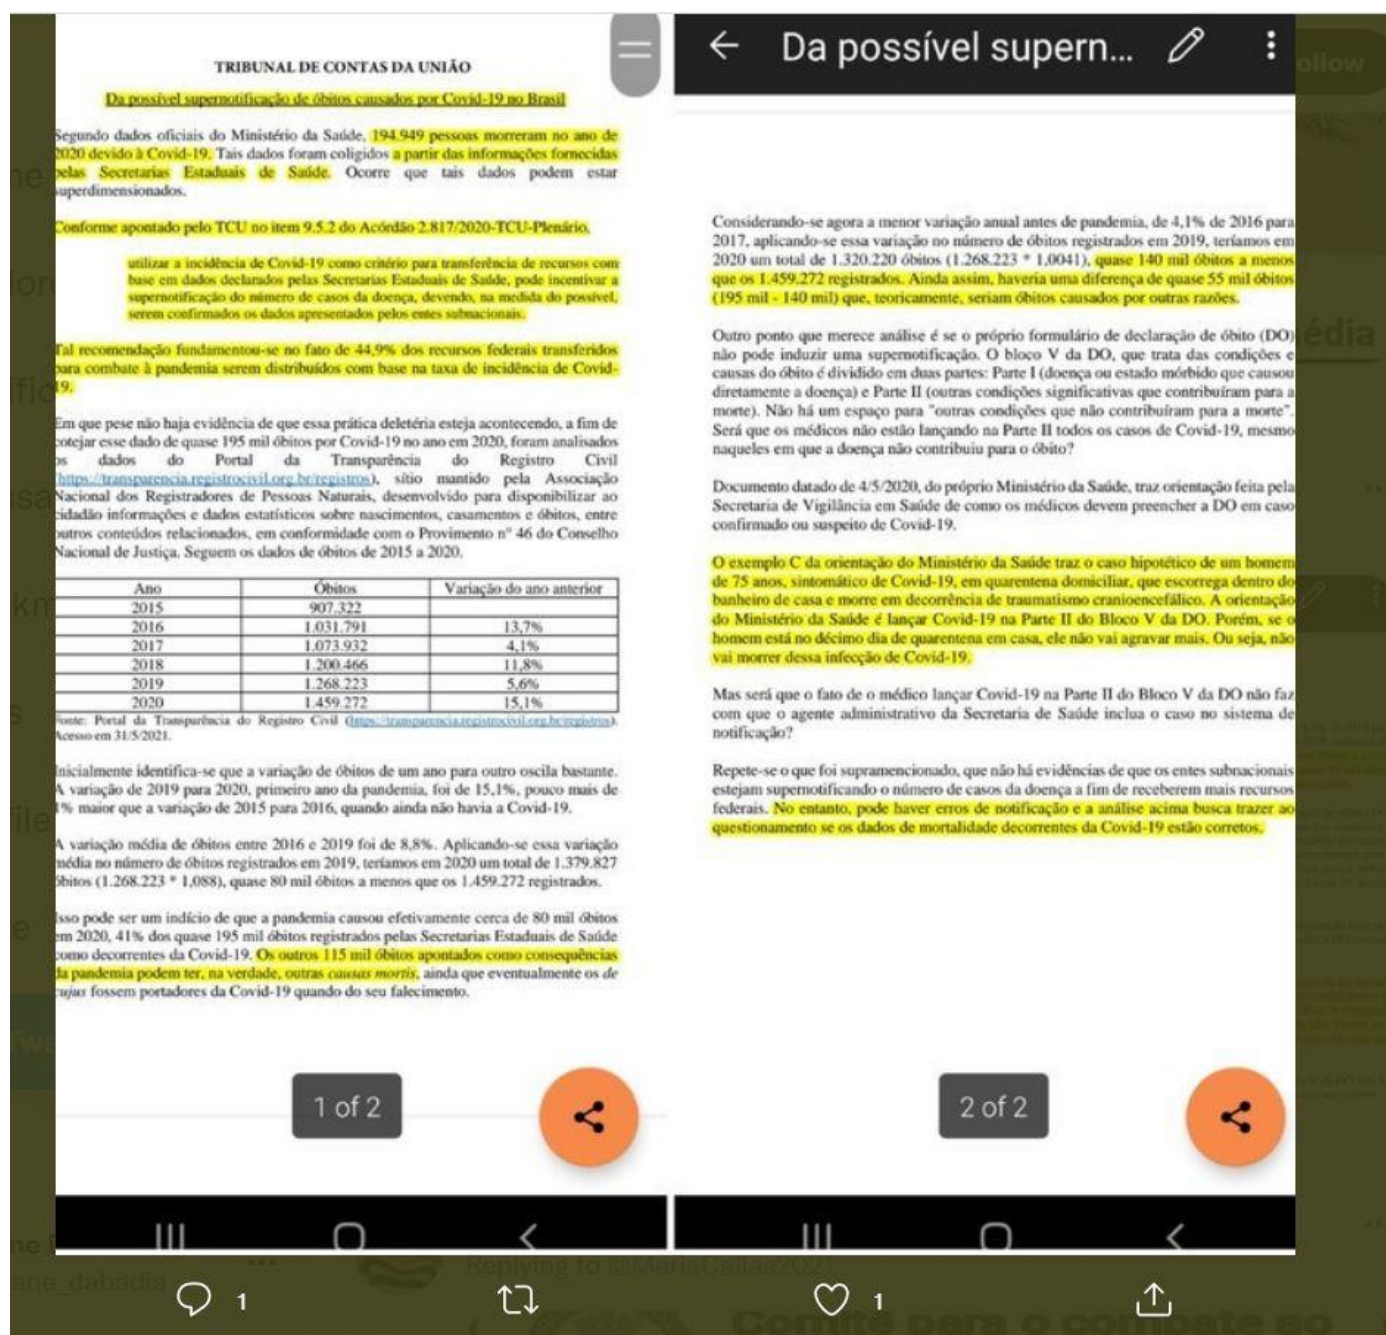 TRIBUNAL DE CONTAS DA UNIÃO
Da possível supernotificação de óbitos causados por Covid-19 no Brasil
Segundo dados oficiais do Ministério da Saúde, 194.949 pessoas morreram no ano de
2020 devido à Covid-19. Tais dados foram coligidos a partir das informações fornecidas
pelas Secretarias Estaduais de Saúde. Ocorre que tais dados podem estar
superdimensionados.
Conforme apontado pelo TCU no item 9.5.2 do Acórdão 2.817/2020-TCU-Plenário,
utilizar a incidência de Covid-19 como critério para transferência de recursos com
base em dados declarados pelas Secretarias Estaduais de Saúde, pode incentivar a
supernotificação do número de casos da doença, devendo, na medida do possível,
serem confirmados os dados apresentados pelos entes subnacionais.
Tal recomendação fundamentou-se no fato de 44,9% dos recursos federais transferidos
para combate à pandemia serem distribuídos com base na taxa de incidência de Covid-
19.
Em que pese não haja evidência de que essa prática deletéria esteja acontecendo, a fim de
cotejar esse dado de quase 195 mil óbitos por Covid-19 no ano em 2020, foram analisados
os dados do Portal da Transparência do Registro Civil
(https://transparencia.registrocivil.org.br/registros), sítio mantido pela Associação
Nacional dos Registradores de Pessoas Naturais, desenvolvido para disponibilizar ao
cidadão informações e dados estatísticos sobre nascimentos, casamentos e óbitos, entre
outros conteúdos relacionados, em conformidade com o Provimento nº 46 do Conselho
Nacional de Justiça. Seguem os dados de óbitos de 2015 a 2020.
Ano Óbitos Variação do ano anterior
2015 907.322
2016 1.031.791 13,7%
2017 1.073.932 4,1%
2018 1.200.466 11,8%
2019 1.268.223 5,6%
2020 1.459.272 15,1%
Fonte: Portal da Transparência do Registro Civil (https://transparencia.registrocivil.org.br/registros).
Acesso em 31/5/2021.
Inicialmente identifica-se que a variação de óbitos de um ano para outro oscila bastante.
A variação de 2019 para 2020, primeiro ano da pandemia, foi de 15,1%, pouco mais de
1% maior que a variação de 2015 para 2016, quando ainda não havia a Covid-19.
A variação média de óbitos entre 2016 e 2019 foi de 8,8%. Aplicando-se essa variação
média no número de óbitos registrados em 2019, teríamos em 2020 um total de 1.379.827
óbitos (1.268.223 * 1,088), quase 80 mil óbitos a menos que os 1.459.272 registrados.
Isso pode ser um indício de que a pandemia causou efetivamente cerca de 80 mil óbitos
em 2020, 41% dos quase 195 mil óbitos registrados pelas Secretarias Estaduais de Saúde
como decorrentes da Covid-19. Os outros 115 mil óbitos apontados como consequências
da pandemia podem ter, na verdade, outras causas mortis, ainda que eventualmente os de
cujus fossem portadores da Covid-19 quando do seu falecimento.
1 of 2
Da possível supern...
Considerando-se agora a menor variação anual antes de pandemia, de 4,1% de 2016 para
2017, aplicando-se essa variação no número de óbitos registrados em 2019, teríamos em
2020 um total de 1.320.220 óbitos (1.268.223 * 1,0041), quase 140 mil óbitos a menos
que os 1.459.272 registrados. Ainda assim, haveria uma diferença de quase 55 mil óbitos
(195 mil - 140 mil) que, teoricamente, seriam óbitos causados por outras razões.
Outro ponto que merece análise é se o próprio formulário de declaração de óbito (DO)
não pode induzir uma supernotificação. O bloco V da DO, que trata das condições e
causas do óbito é dividido em duas partes: Parte I (doença ou estado mórbido que causou
diretamente a doença) e Parte II (outras condições significativas que contribuíram para a
morte). Não há um espaço para "outras condições que não contribuíram para a morte".
Será que os médicos não estão lançando na Parte II todos os casos de Covid-19, mesmo
naqueles em que a doença não contribuiu para o óbito?
Documento datado de 4/5/2020, do próprio Ministério da Saúde, traz orientação feita pela
Secretaria de Vigilância em Saúde de como os médicos devem preencher a DO em caso
confirmado ou suspeito de Covid-19.
O exemplo C da orientação do Ministério da Saúde traz o caso hipotético de um homem
de 75 anos, sintomático de Covid-19, em quarentena domiciliar, que escorrega dentro do
banheiro de casa e morre em decorrência de traumatismo cranioencefálico. A orientação
do Ministério da Saúde é lançar Covid-19 na Parte II do Bloco V da DO. Porém, se o
homem está no décimo dia de quarentena em casa, ele não vai agravar mais. Ou seja, não
vai morrer dessa infecção de Covid-19.
Mas será que o fato de o médico lançar Covid-19 na Parte II do Bloco V da DO não faz
com que o agente administrativo da Secretaria de Saúde inclua o caso no sistema de
notificação?
Repete-se o que foi supramencionado, que não há evidências de que os entes subnacionais
estejam supernotificando o número de casos da doença a fim de receberem mais recursos
federais. No entanto, pode haver erros de notificação e a análise acima busca trazer ao
questionamento se os dados de mortalidade decorrentes da Covid-19 estão corretos.
2 of 2
ollow
édia
ane_dabadia
Replying to @MariaCallas202
Comitê para o combate ao
1
1